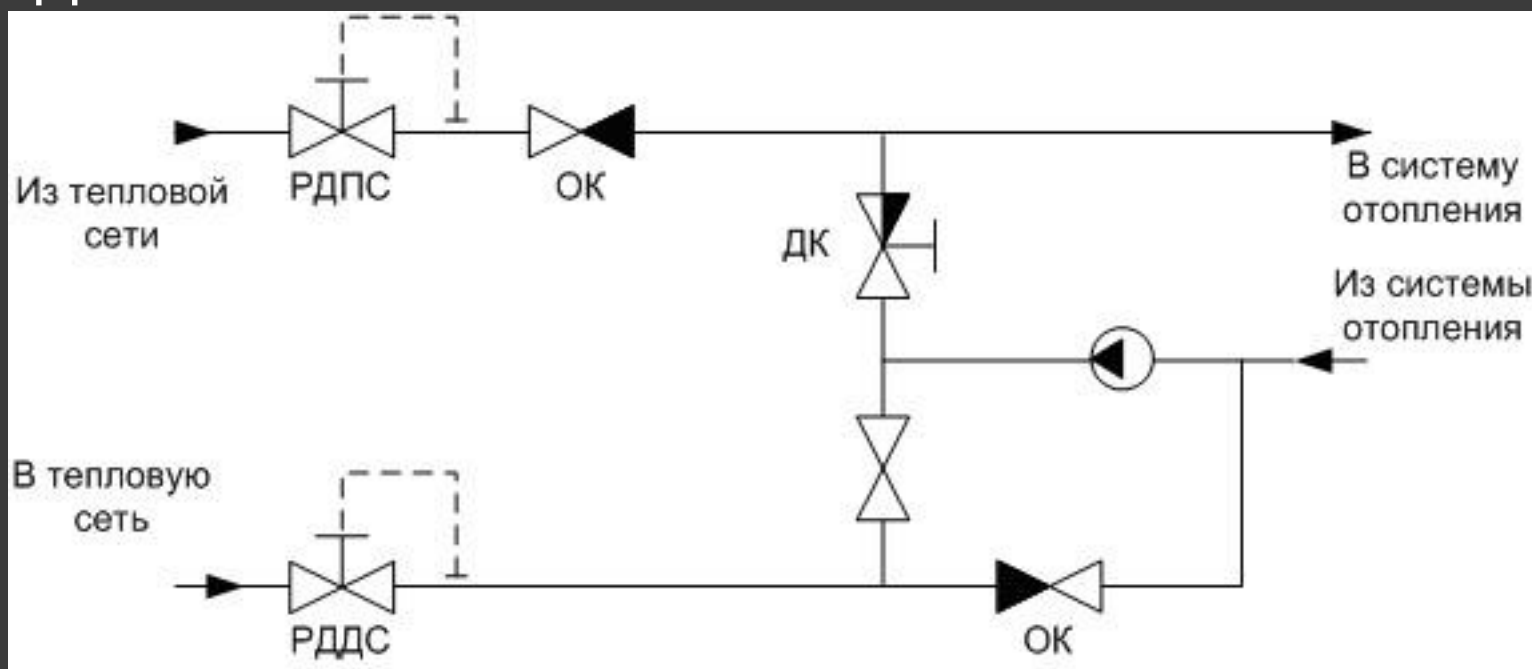 РДПС
ОК
Из тепловой
сети
В систему
отопления
ДК
Из системы
отопления
В тепловую
сеть
РДДС
ОК